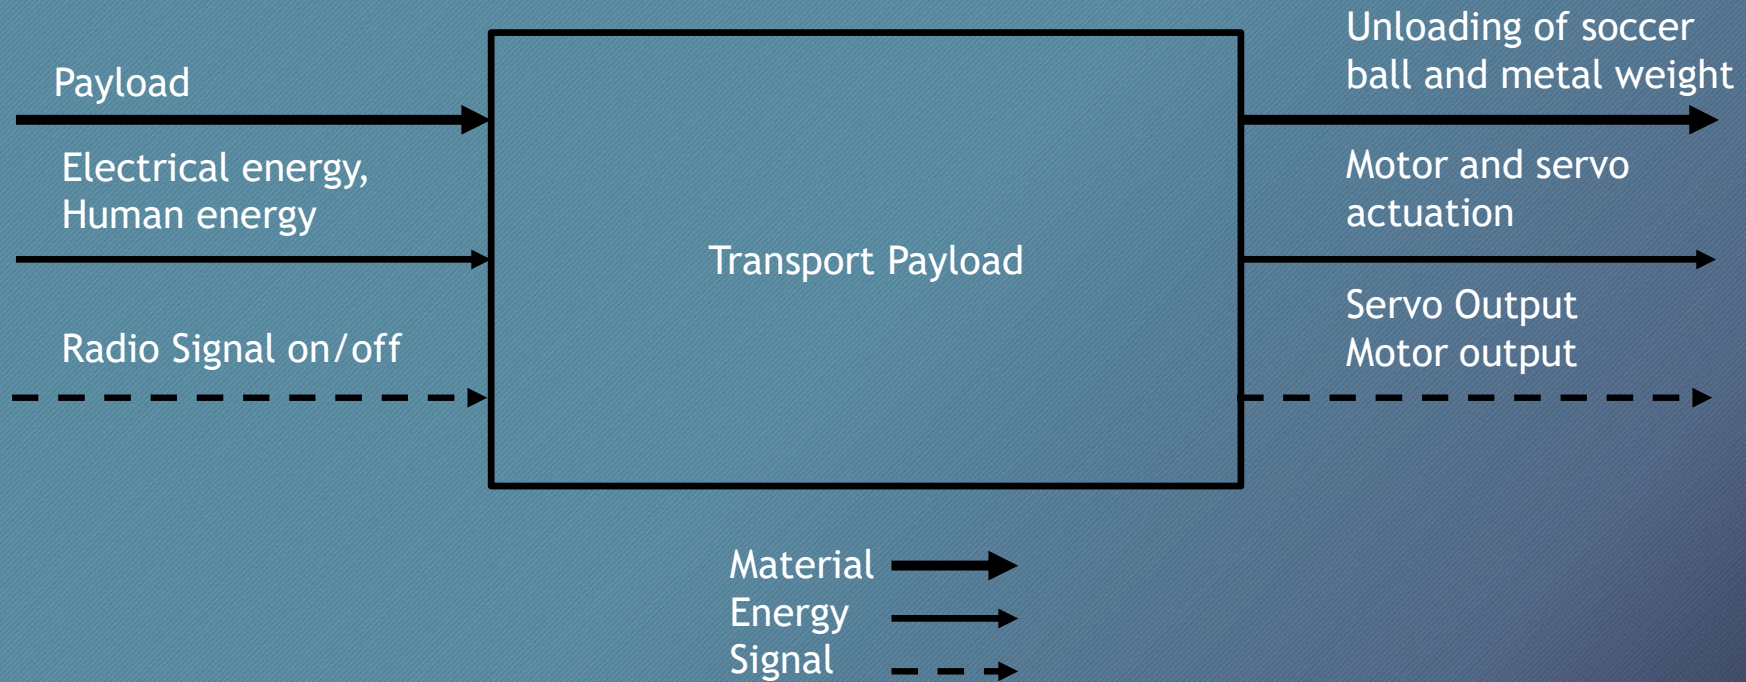 Payload
Electrical energy,
Human energy
Radio Signal on/off
Transport Payload
Unloading of soccer
ball and metal weight
Motor and servo
actuation
Servo Output
Motor output
Material
Energy
Signal